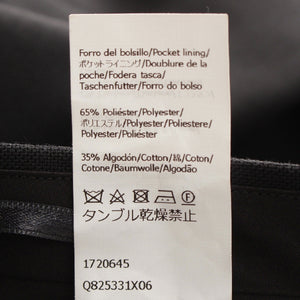 Forro del bolsillo/Pocket lining/
ポケットライニング/Doublure de la
poche/Fodera tasca/
Taschenfutter/Forro do bolso
65% Poliéster/Polyester/
ポリエステル/Polyester/Poliestere/
Polyester/Poliéster
35% Algodón/Cotton/綿/Coton/
Cotone/Baumwolle/Algodão
タンブル乾燥禁止
1720645
Q825331X06